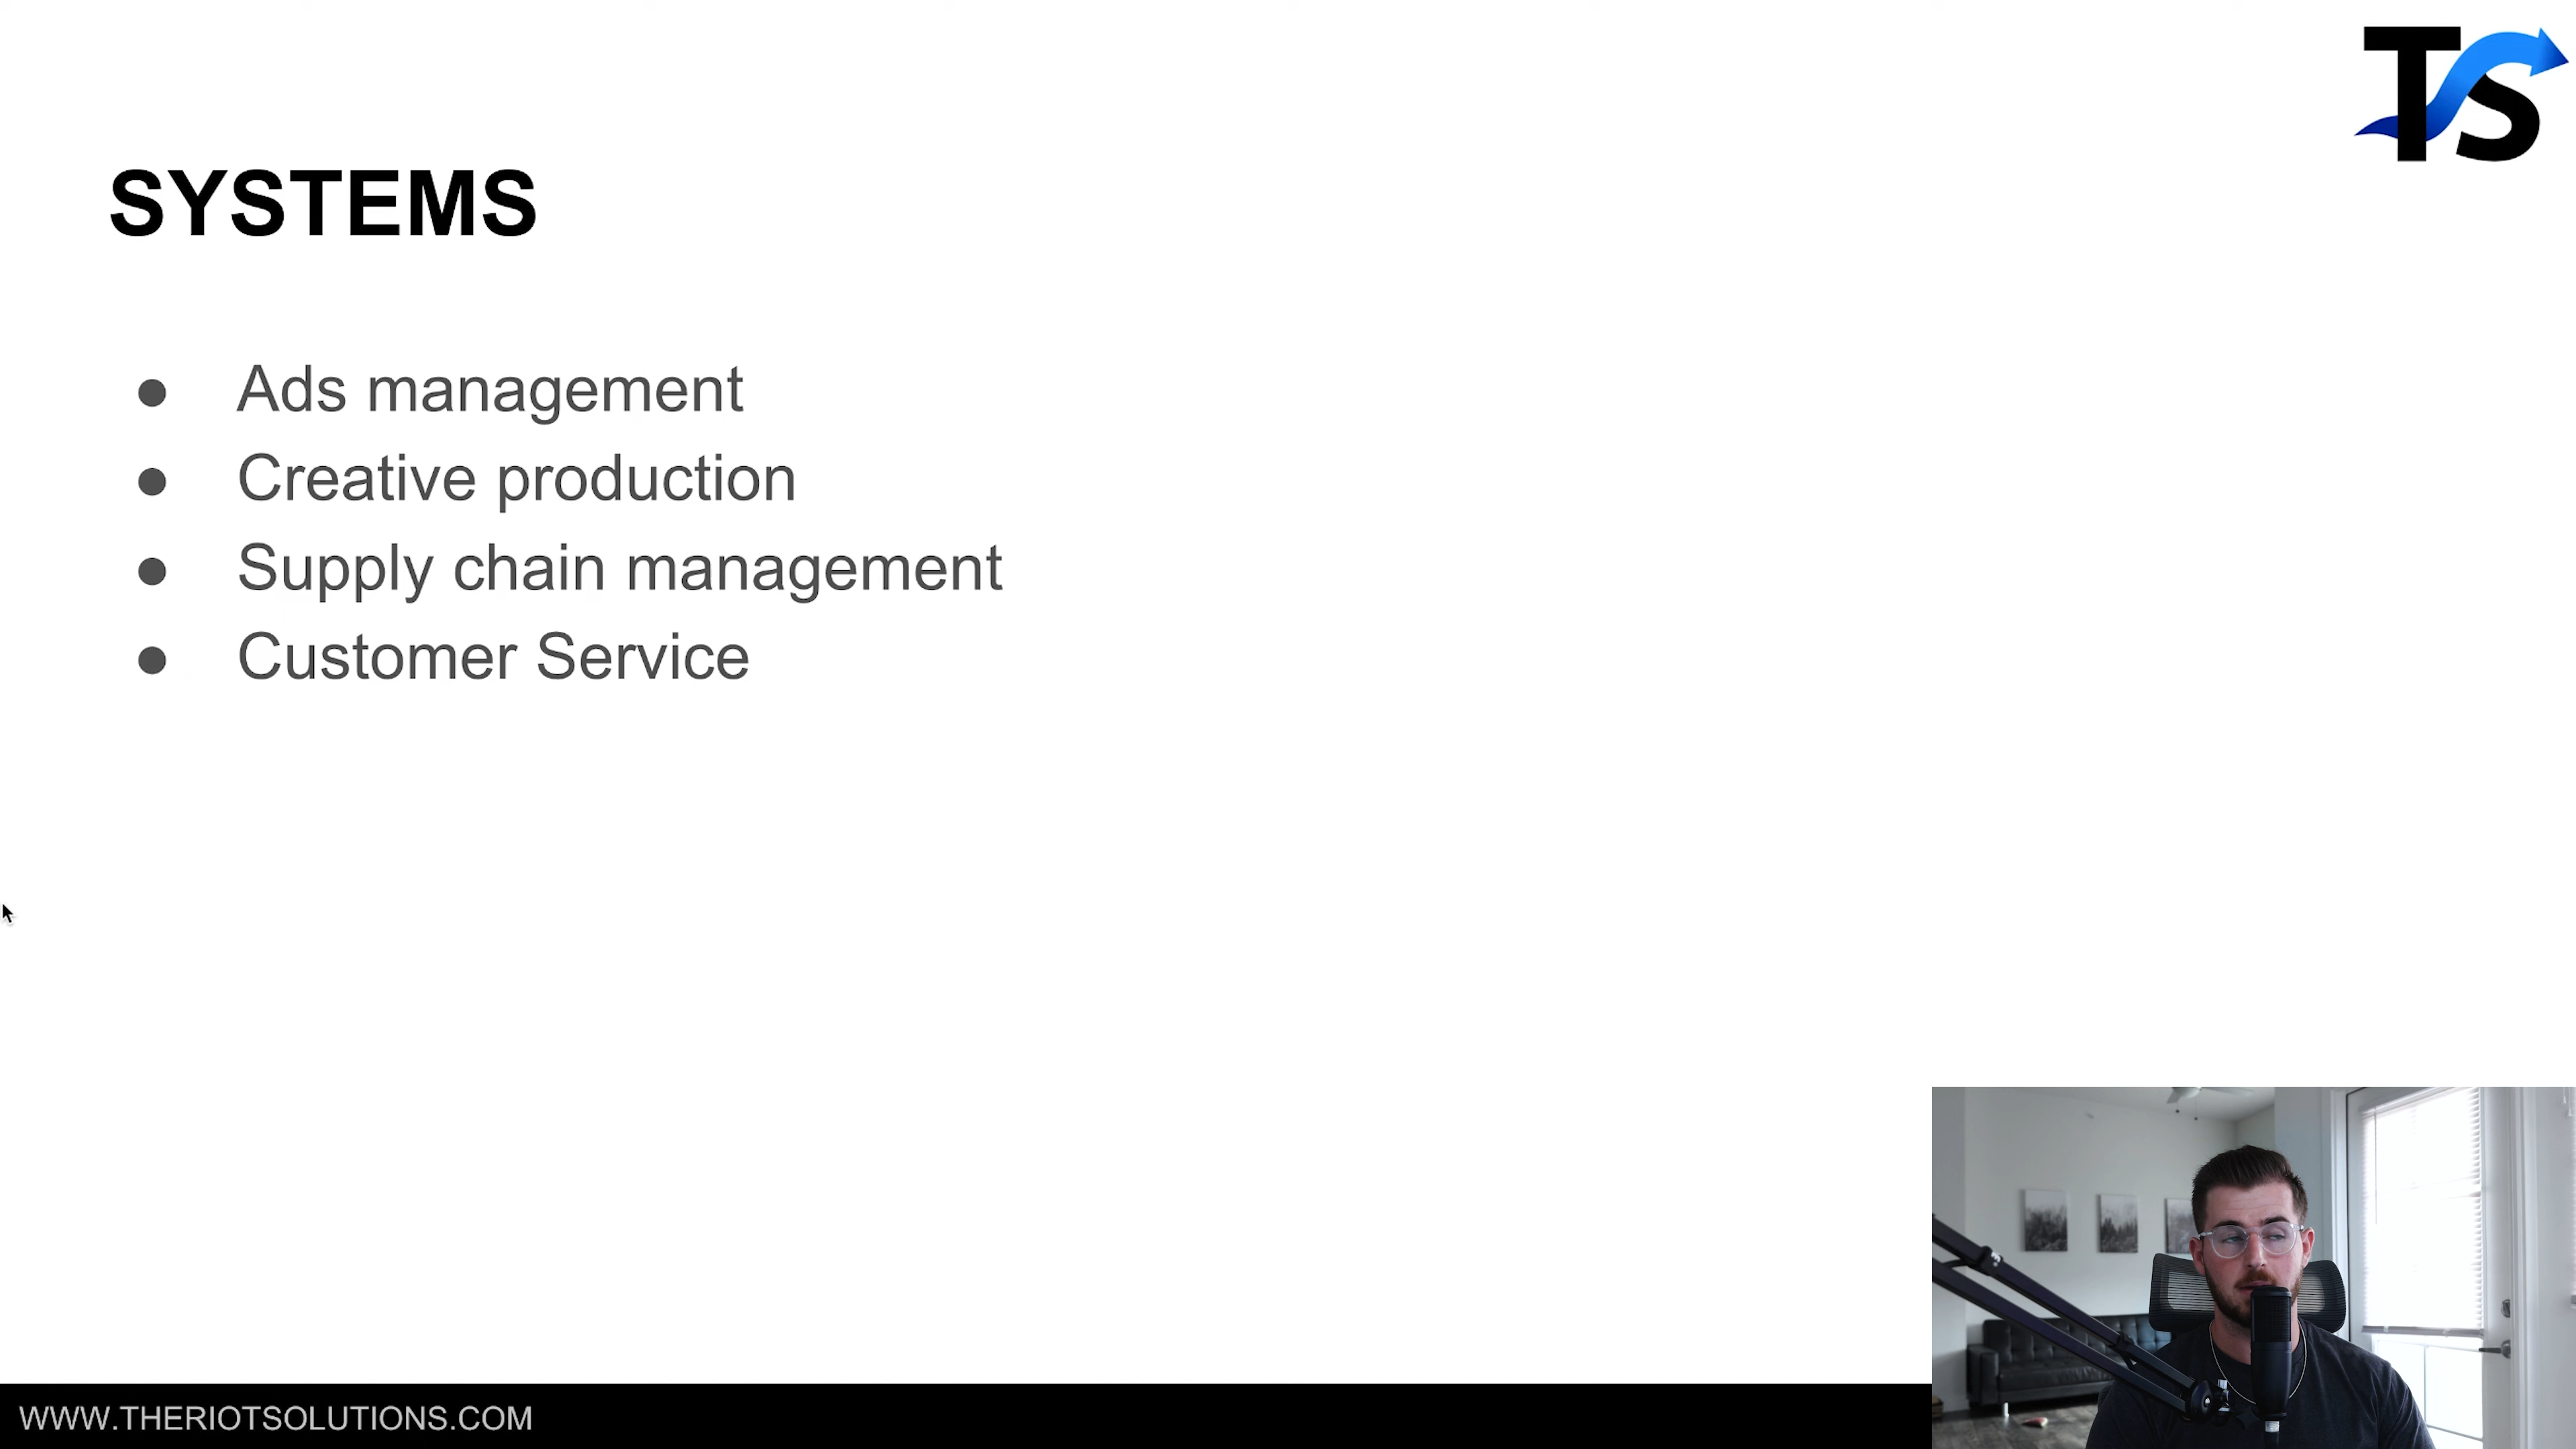 TS
SYSTEMS
● Ads management
● Creative production
● Supply chain management
● Customer Service
WWW.THERIOTSOLUTIONS.COM